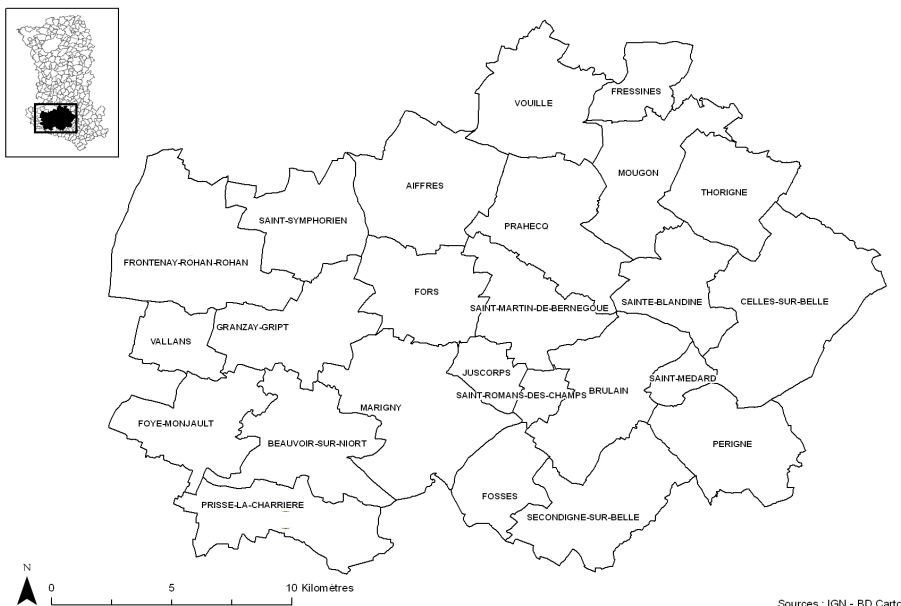 VOUILLE
FRESSINES
MOUGON
AIFFRES
THORIGNE
SAINT-SYMPHORIEN
PRAHECQ
FRONTENAY-ROHAN-ROHAN
FORS
SAINTE-BLANDINE
CELLES-SUR-BELLE
SAINT-MARTIN-DE-BERNEGOUE
GRANZAY-GRIPT
VALLANS
JUSCORPS
SAINT-MEDARD
BRULAIN
SAINT-ROMANS-DES-CHAMPS
MARIGNY
FOYE-MONJAULT
BEAUVOIR-SUR-NIORT
PERIGNE
FOSSES
PRISSE-LA-CHARRIERE
SECONDIGNE-SUR-BELLE
N
0 5 10 Kilomètres
Sources : IGN - BD Carto